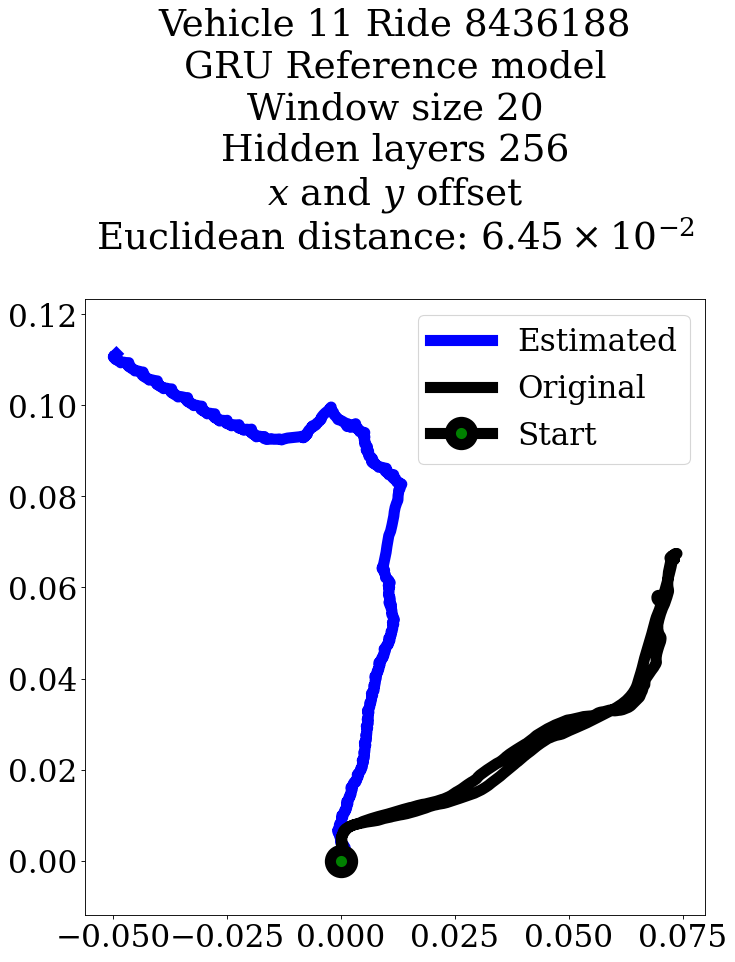 Vehicle 11 Ride 8436188
GRU Reference model
Window size 20
Hidden layers 256
x and y offset
Euclidean distance: 6.45 × 10⁻²
0.12
0.10
0.08
0.06
0.04
0.02
0.00
Estimated
Original
Start
−0.050 −0.025 0.000 0.025 0.050 0.075